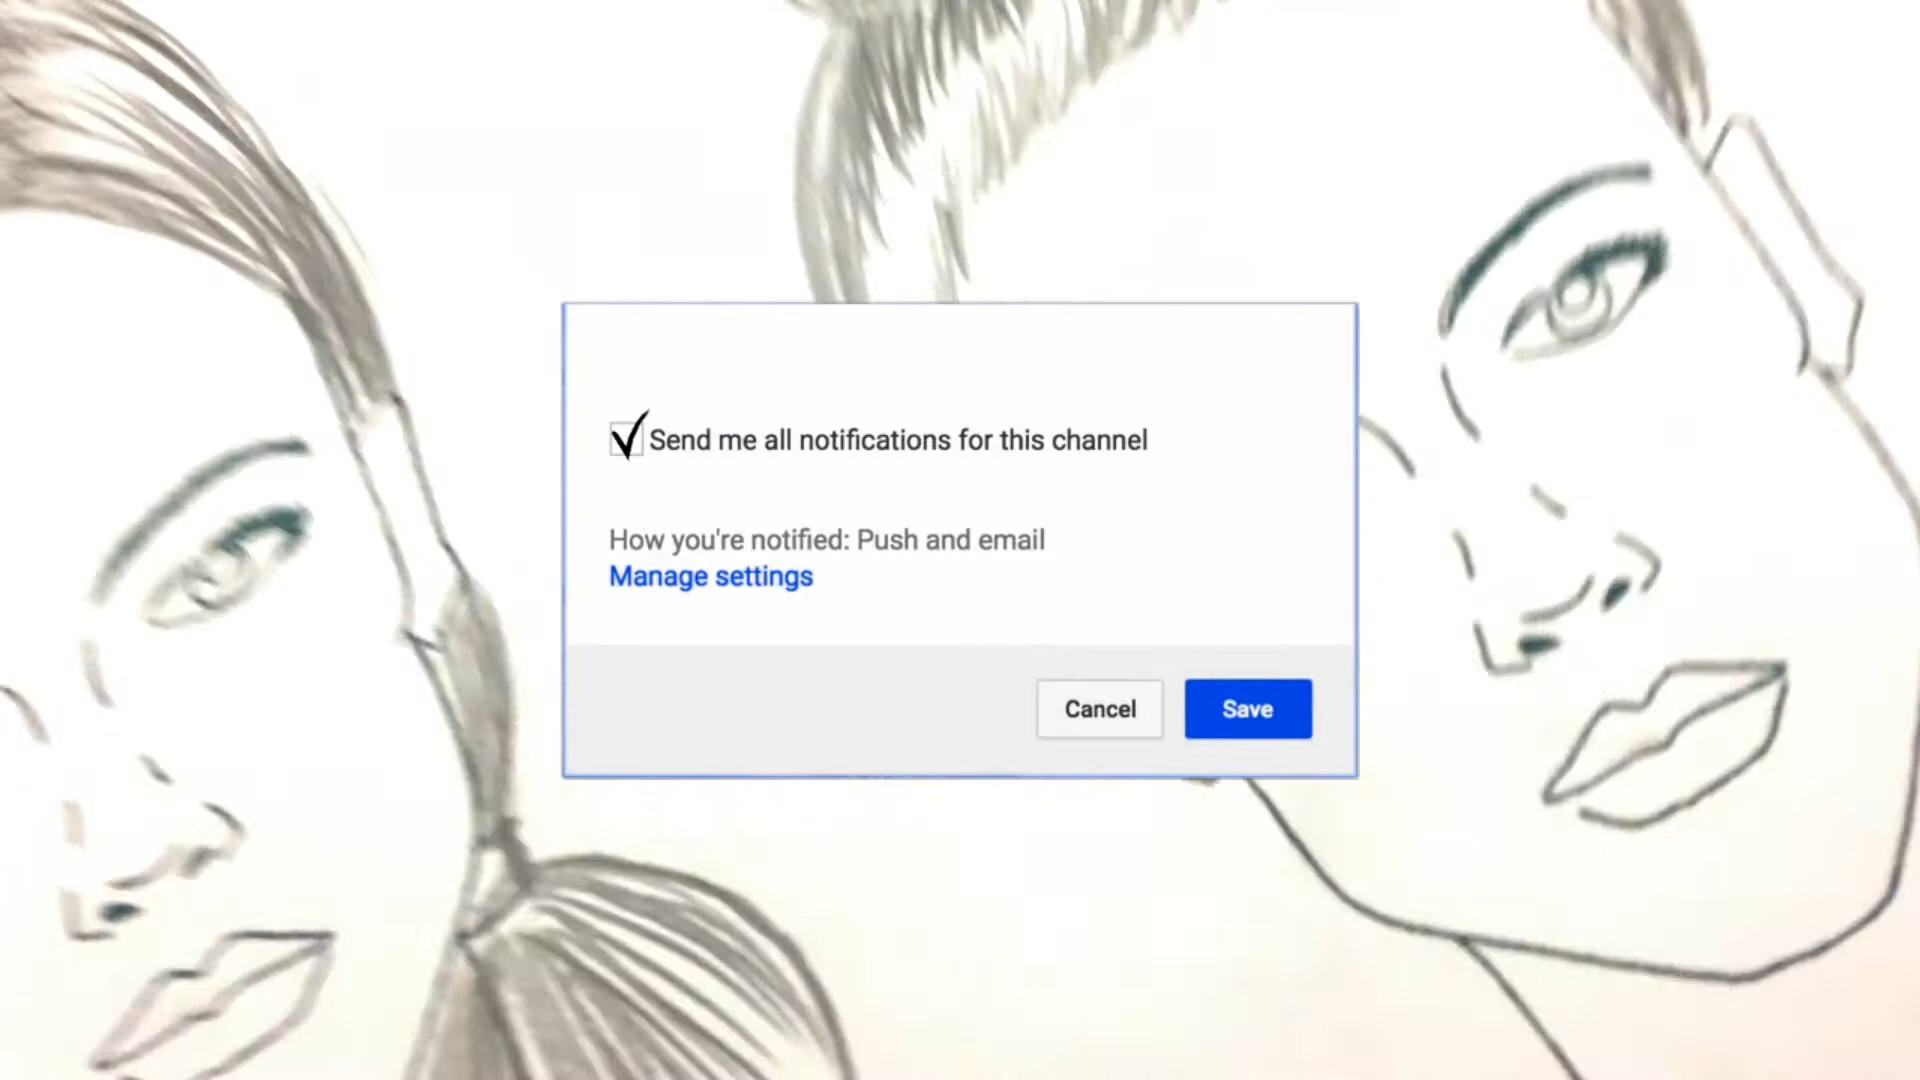 Send me all notifications for this channel
How you're notified: Push and email
Manage settings
Cancel
Save